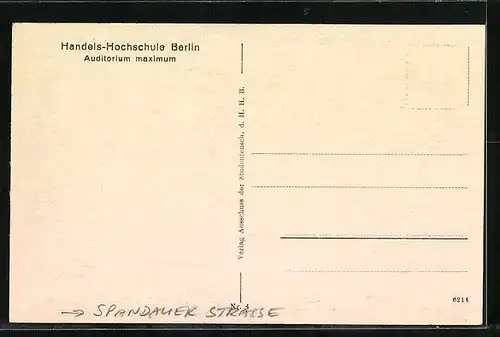 Handels-Hochschule Berlin
Auditorium maximum
Verlag Ausschuss der Studentensch. d. H. H. B.
Nr. 4
6214
→ SPANDAUER STRASSE